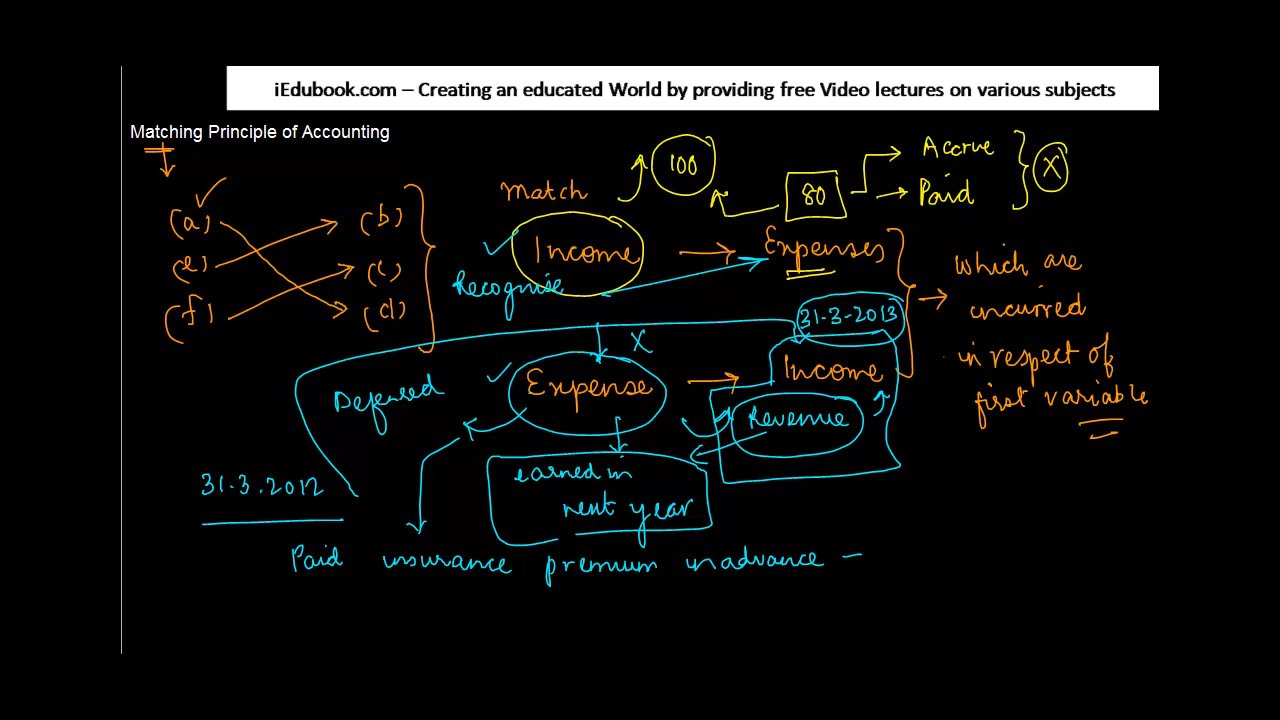 iEdubook.com – Creating an educated World by providing free Video lectures on various subjects
Matching Principle of Accounting
100
80
Accrue
Paid
X
Match
(a)
(b)
Income
Expenses
Recognise
(e)
(c)
(f)
(d)
which are
incurred
in respect of
first variable
31-3-2013
X
Defessed
Expense
Income
Revenue
earned in
next year
31.3.2012
Paid insurance premium in advance –